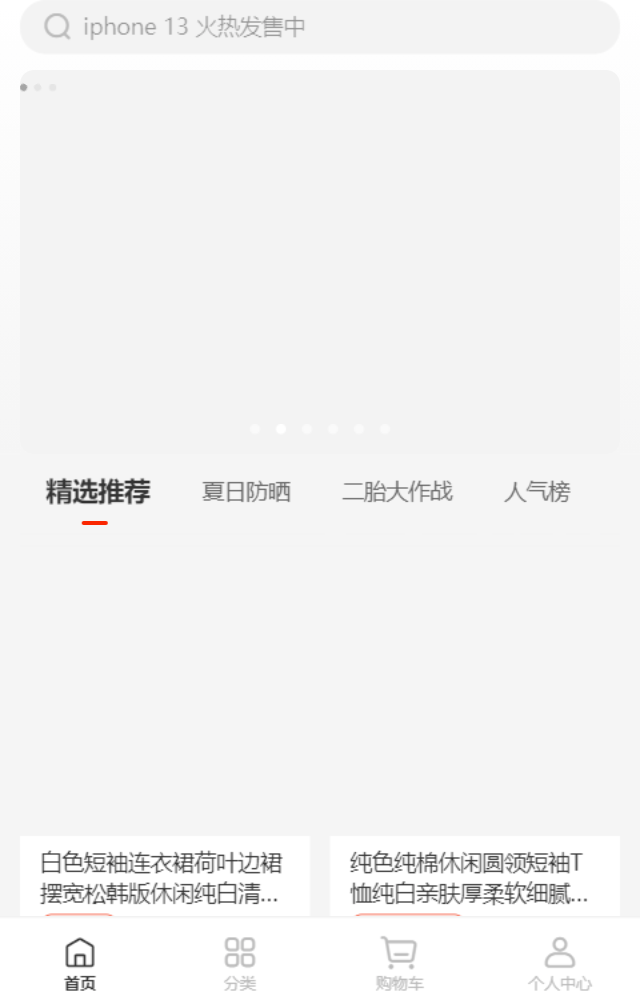 iphone 13 火热发售中
精选推荐 夏日防晒 二胎大作战 人气榜
白色短袖连衣裙荷叶边裙
摆宽松韩版休闲纯白清...
纯色纯棉休闲圆领短袖T
恤纯白亲肤厚柔软细腻...
首页 分类 购物车 个人中心